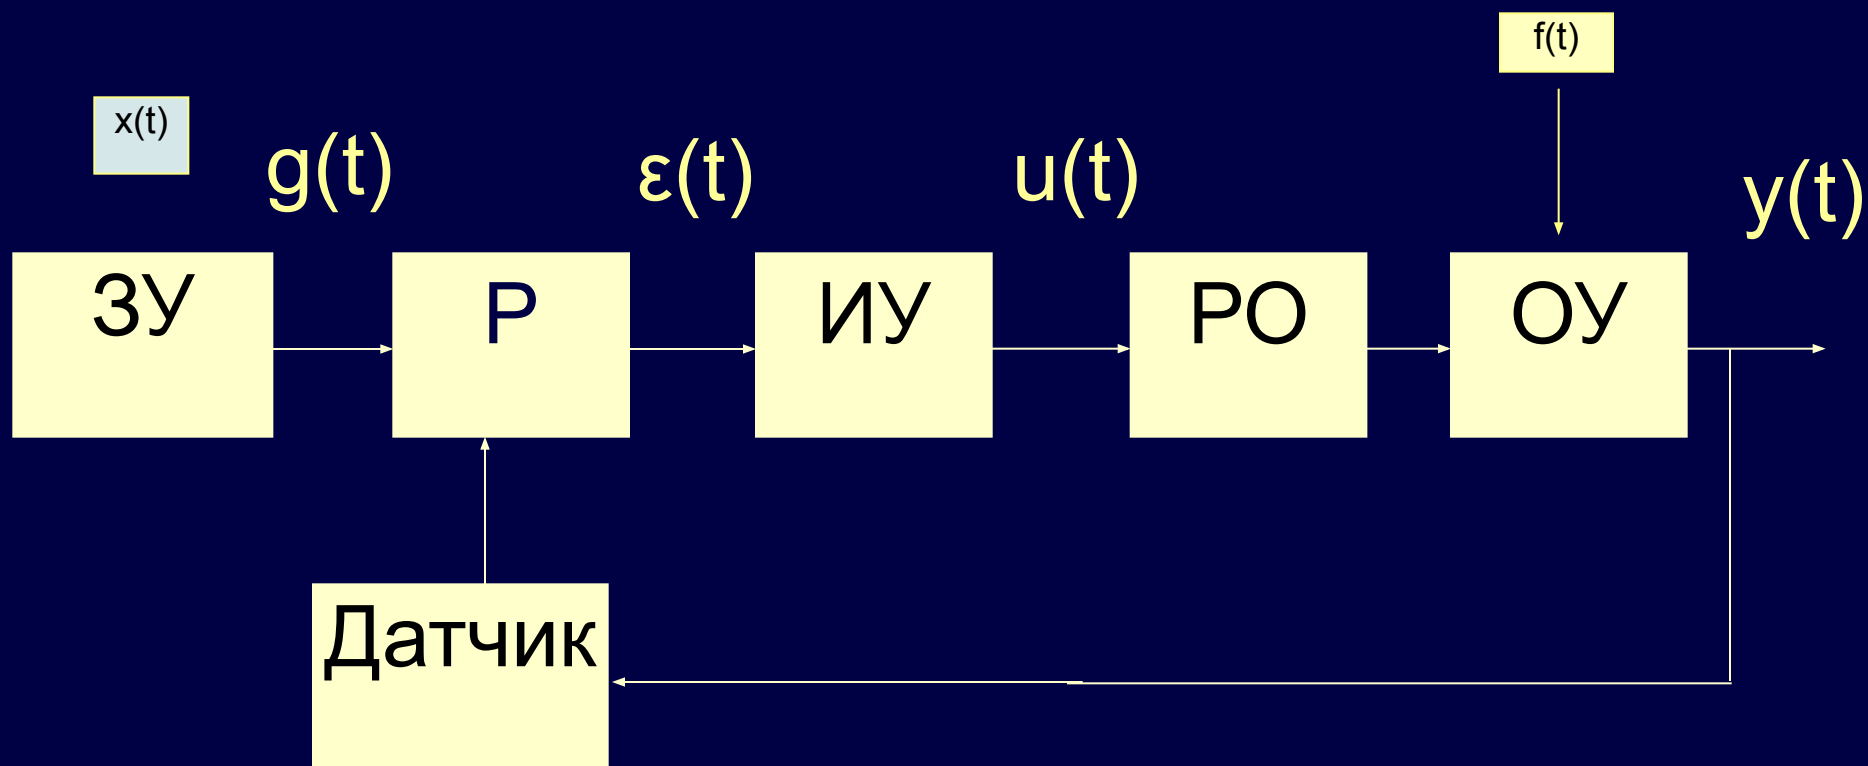 f(t)
x(t)
g(t)
ε(t)
u(t)
y(t)
ЗУ
Р
ИУ
РО
ОУ
Датчик